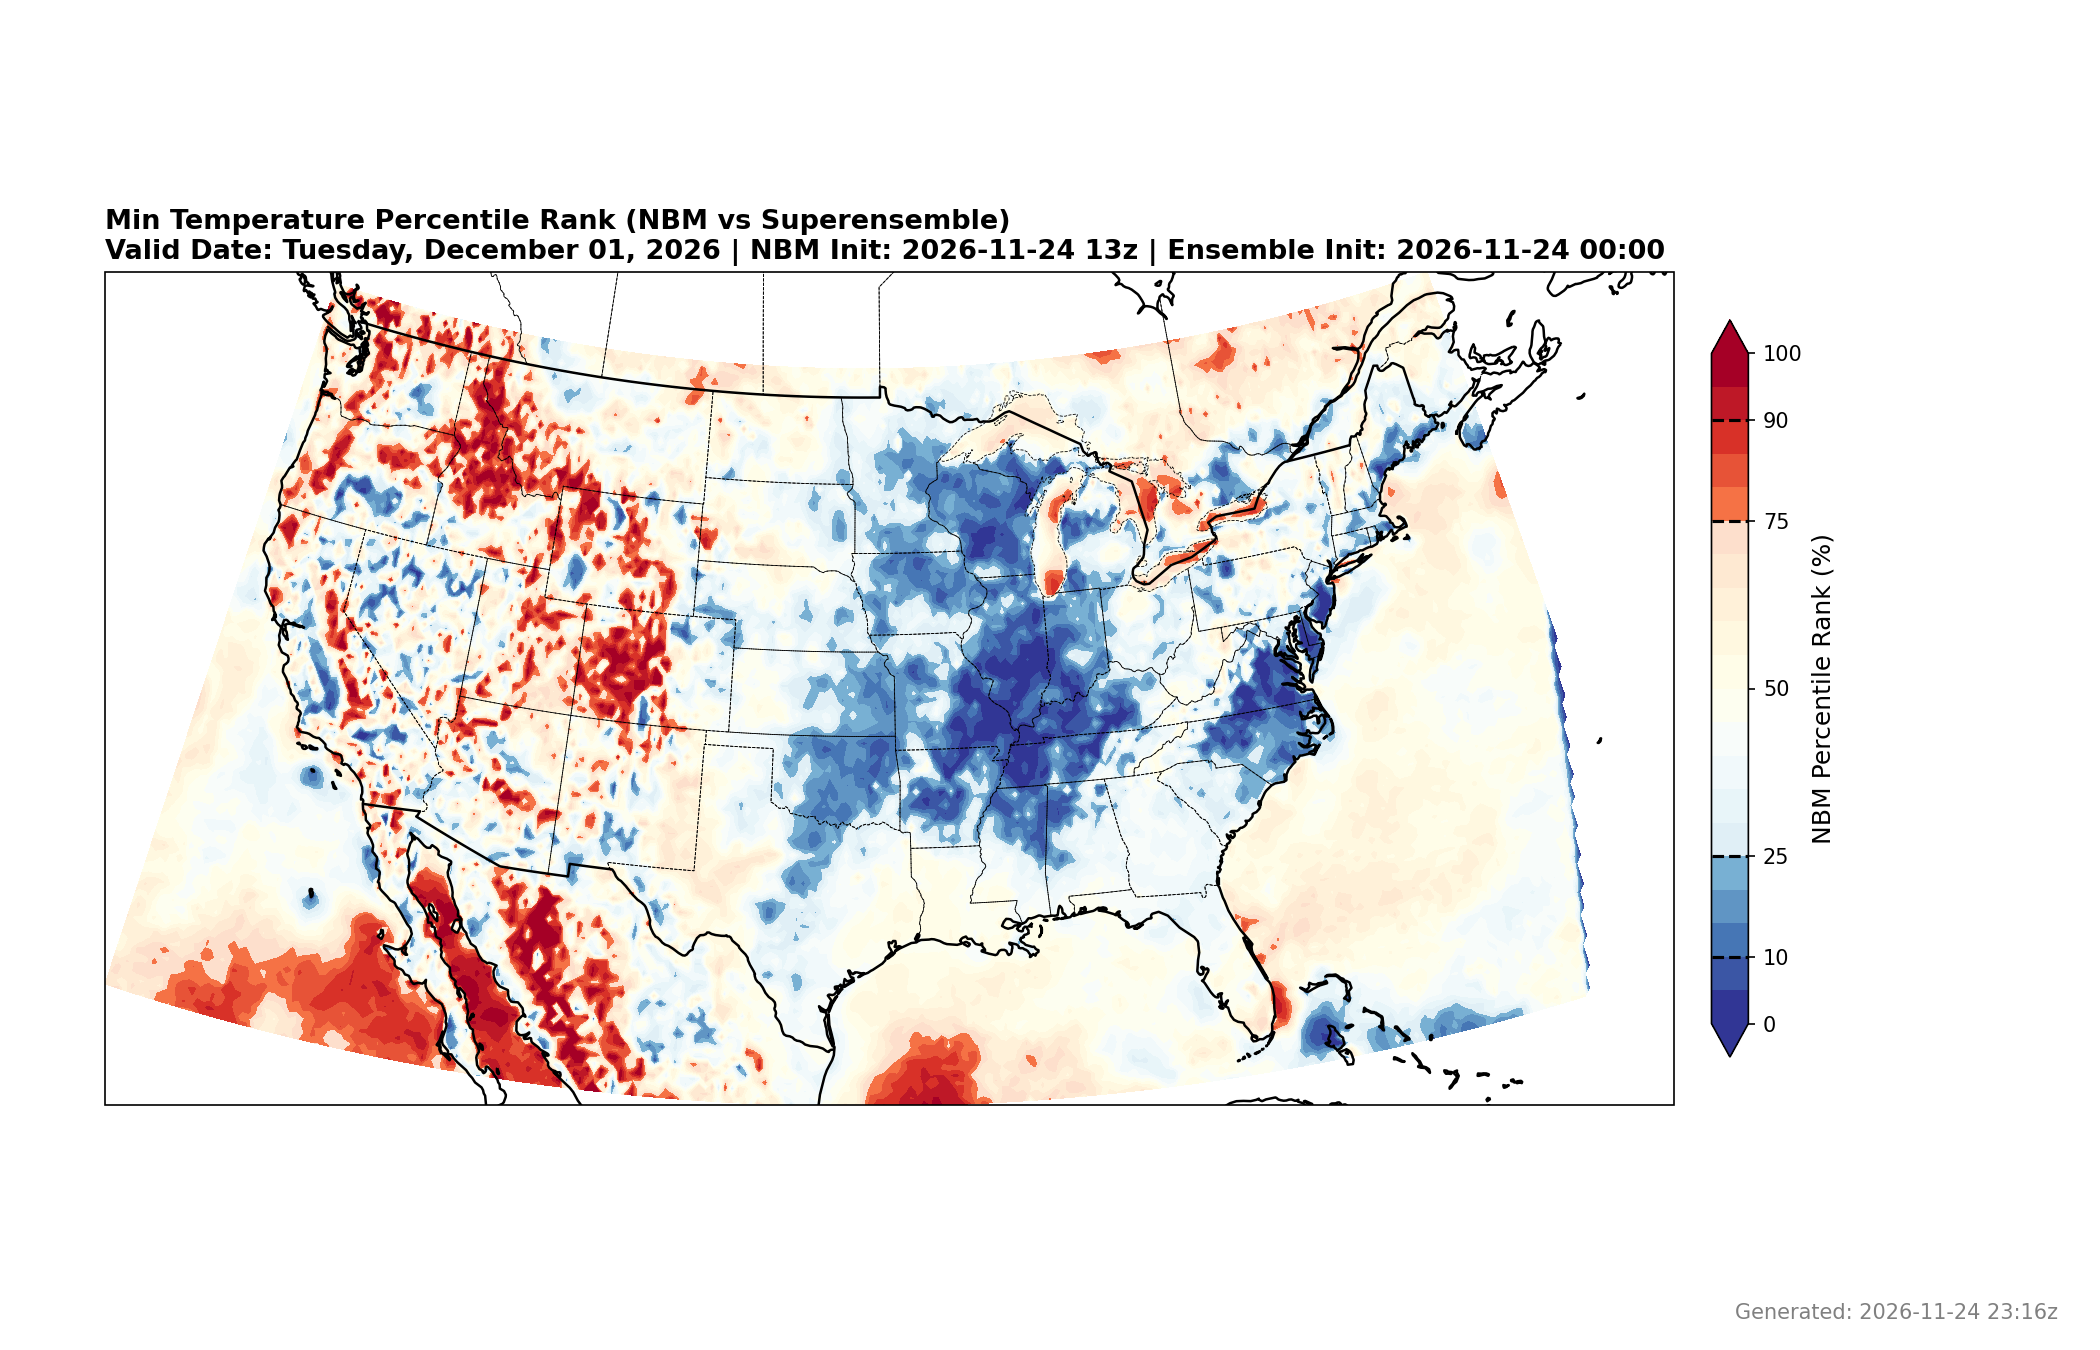 Min Temperature Percentile Rank (NBM vs Superensemble)
Valid Date: Tuesday, December 01, 2026 | NBM Init: 2026-11-24 13z | Ensemble Init: 2026-11-24 00:00
100
90
75
50
25
10
0
NBM Percentile Rank (%)
Generated: 2026-11-24 23:16z